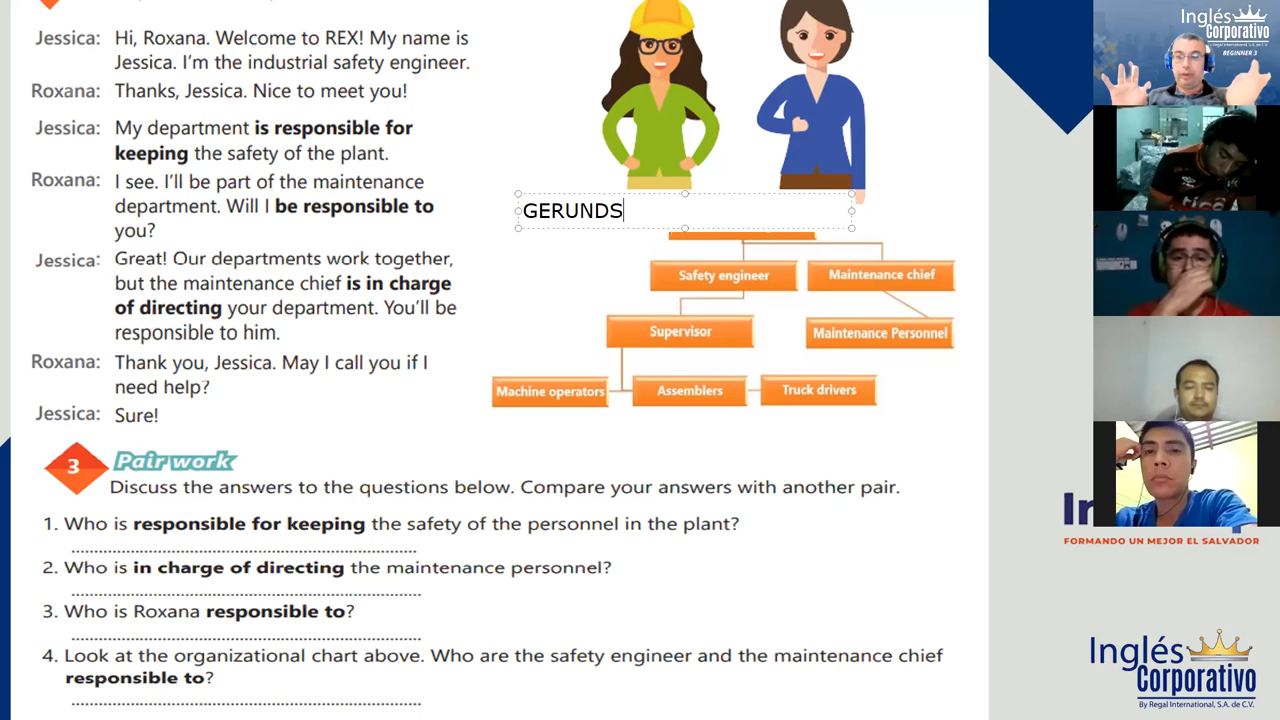 Jessica: Hi, Roxana. Welcome to REX! My name is
Jessica. I'm the industrial safety engineer.
Roxana: Thanks, Jessica. Nice to meet you!
Jessica: My department is responsible for
keeping the safety of the plant.
Roxana: I see. I'll be part of the maintenance
department. Will I be responsible to
you?
Jessica: Great! Our departments work together,
but the maintenance chief is in charge
of directing your department. You'll be
responsible to him.
Roxana: Thank you, Jessica. May I call you if I
need help?
Jessica: Sure!
GERUNDS
Safety engineer
Maintenance chief
Supervisor
Maintenance Personnel
Machine operators
Assemblers
Truck drivers
3 Pair work
Discuss the answers to the questions below. Compare your answers with another pair.
1. Who is responsible for keeping the safety of the personnel in the plant?
2. Who is in charge of directing the maintenance personnel?
3. Who is Roxana responsible to?
4. Look at the organizational chart above. Who are the safety engineer and the maintenance chief
responsible to?
Inglés
Corporativo
By Regal International, S.A. de C.V.
BEGINNER 3
FORMANDO UN MEJOR EL SALVADOR
Inglés
Corporativo
By Regal International, S.A. de C.V.